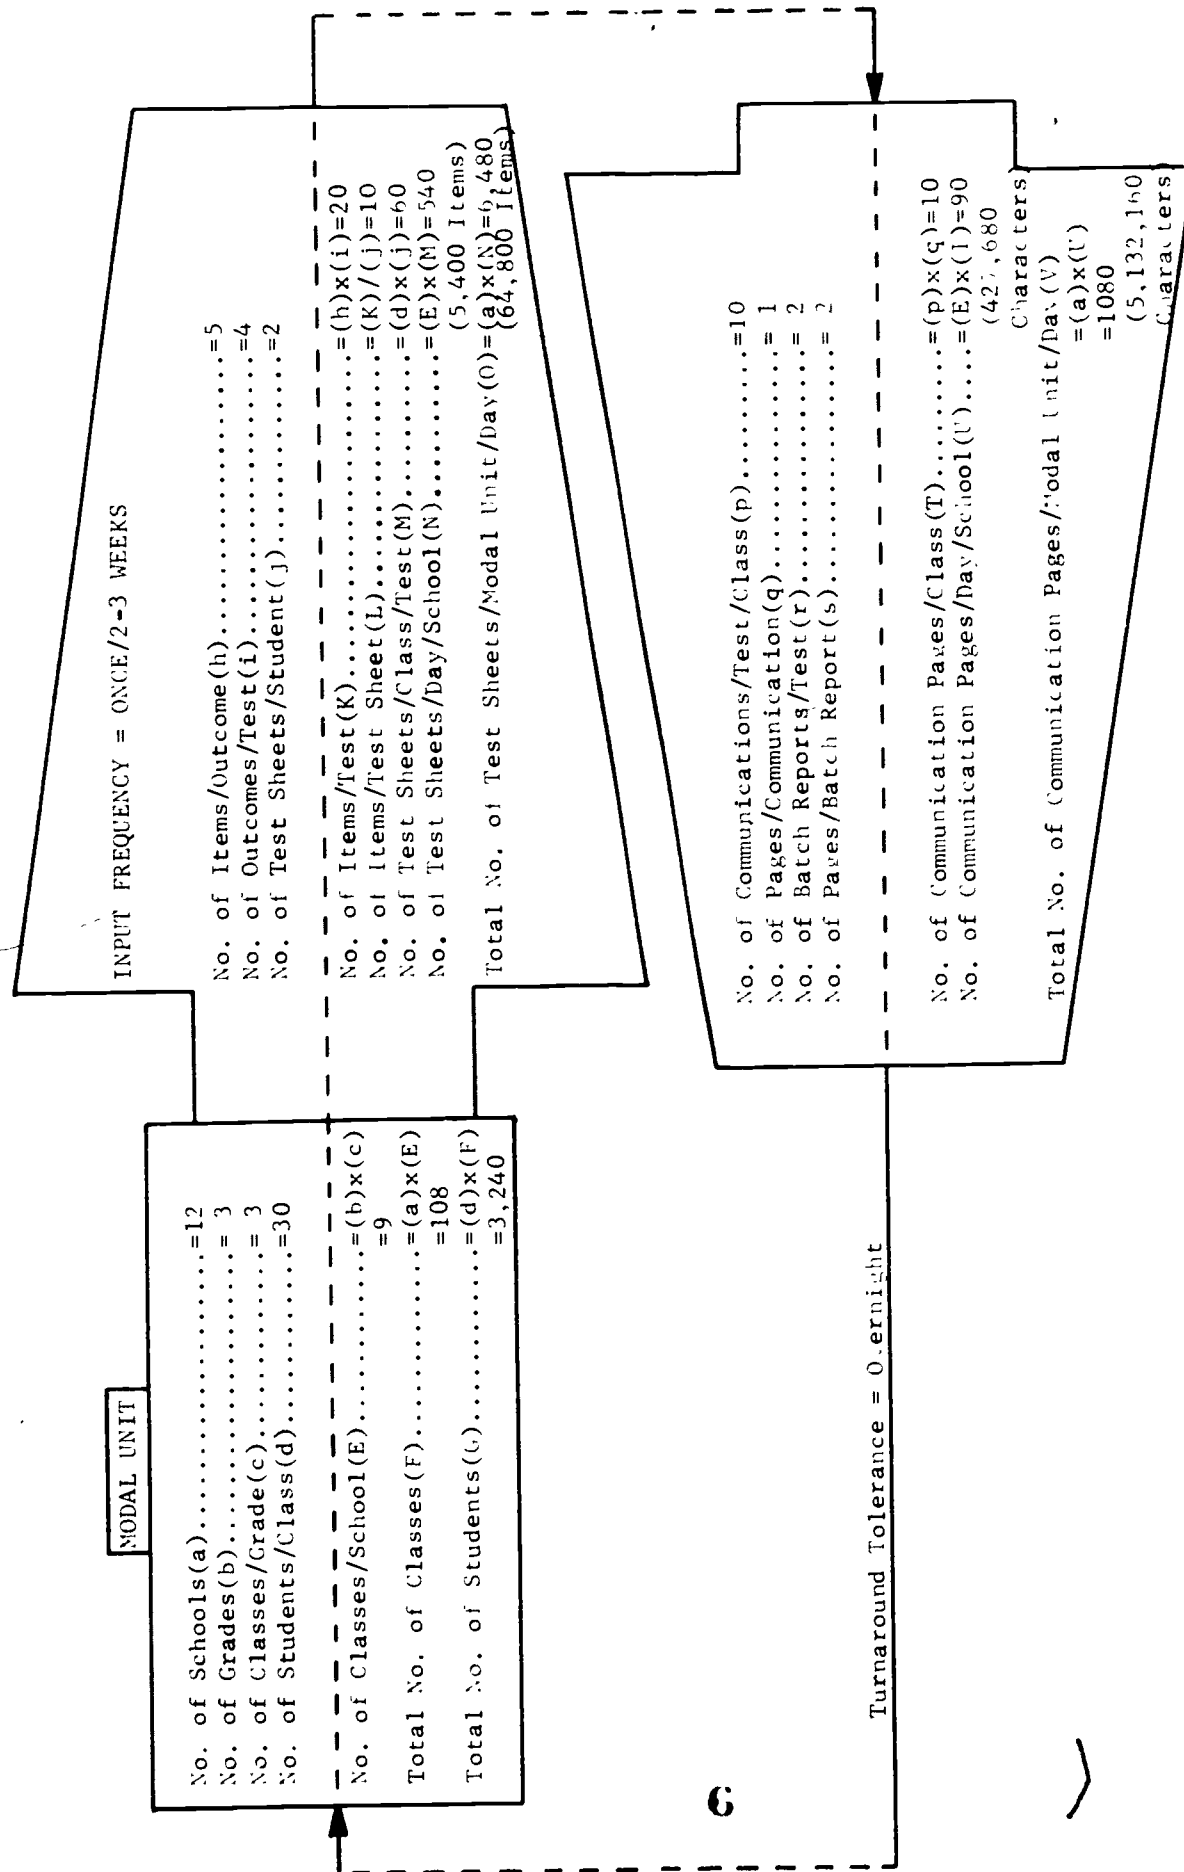 MODAL UNIT
No. of Schools(a)....................=12
No. of Grades(b).....................= 3
No. of Classes/Grade(c)..............= 3
No. of Students/Class(d).............=30
No. of Classes/School(E)............=(b)x(c)
=9
Total No. of Classes(F).............=(a)x(E)
=108
Total No. of Students(G)............=(d)x(F)
=3,240
INPUT FREQUENCY = ONCE/2-3 WEEKS
No. of Items/Outcome(h)....................=5
No. of Outcomes/Test(i)....................=4
No. of Test Sheets/Student(j)..............=2
No. of Items/Test(K)....................=(h)x(i)=20
No. of Items/Test Sheet(L)..............=(K)/(j)=10
No. of Test Sheets/Class/Test(M)........=(d)x(j)=60
No. of Test Sheets/Day/School(N)........=(E)x(M)=540
(5,400 Items)
Total No. of Test Sheets/Modal Unit/Day(O)=(a)x(N)=6,480
(64,800 Items)
No. of Communications/Test/Class(p).........=10
No. of Pages/Communication(q)...............= 1
No. of Batch Reports/Test(r)................= 2
No. of Pages/Batch Report(s)................= 2
No. of Communication Pages/Class(T).........=(p)x(q)=10
No. of Communication Pages/Day/School(U)....=(E)x(T)=90
(427,680
Characters)
Total No. of Communication Pages/Modal Unit/Day(V)
=(a)x(U)
=1080
(5,132,160
Characters
Turnaround Tolerance = Overnight
6